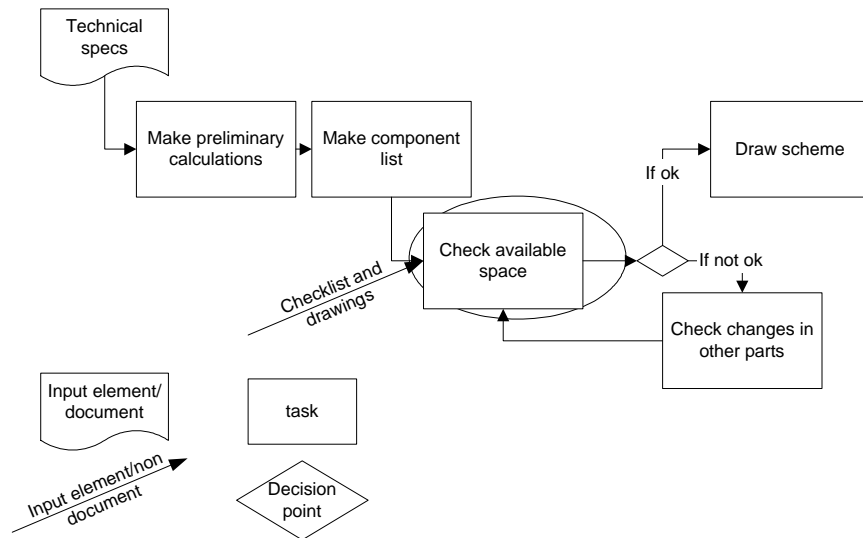 Technical
specs
Make preliminary
calculations
Make component
list
Draw scheme
If ok
Check available
space
If not ok
Checklist and
drawings
Check changes in
other parts
Input element/
document
task
Input element/non
document
Decision
point